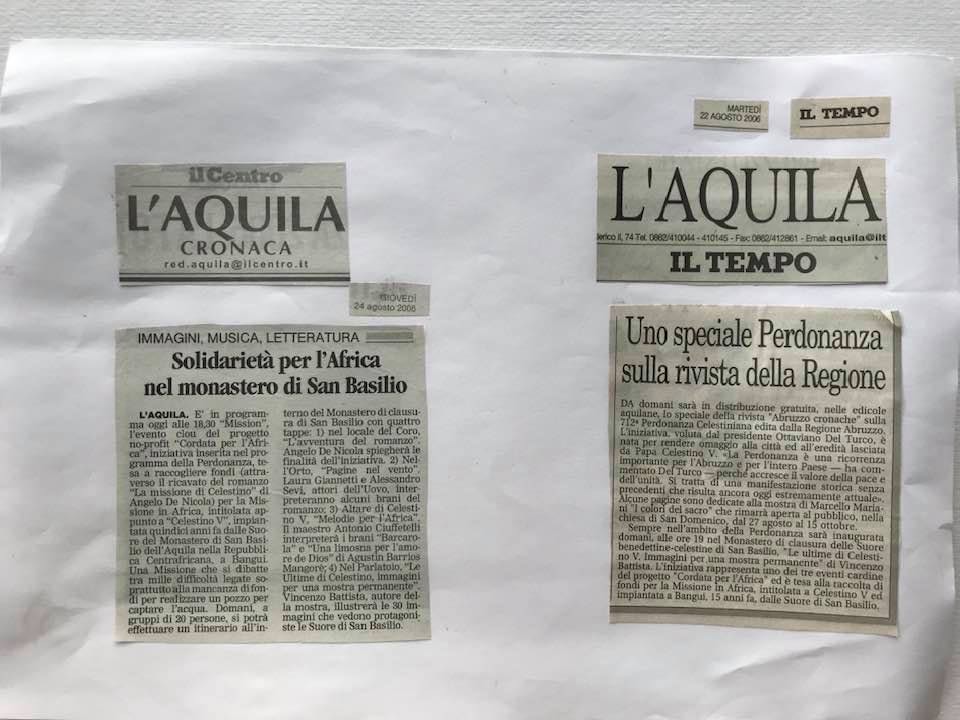 il Centro
L'AQUILA
CRONACA
red.aquila@ilcentro.it
GIOVEDÌ
24 agosto 2006
IMMAGINI, MUSICA, LETTERATURA
Solidarietà per l'Africa
nel monastero di San Basilio
L'AQUILA. E' in program-
ma oggi alle 18,30 “Mission”,
l'evento clou del progetto
no-profit “Cordata per l'Afri-
ca”, iniziativa inserita nel
programma della Perdonanza, te-
sa a raccogliere fondi (attra-
verso il ricavato del romanzo
“La missione di Celestino” di
Angelo De Nicola) per la Mis-
sione in Africa, intitolata ap-
punto a “Celestino V”, impian-
tata quindici anni fa dalle Suo-
re del Monastero di San Basi-
lio dell'Aquila nella Repubbli-
ca Centrafricana, a Bangui.
Una Missione che si dibatte
tra mille difficoltà legate so-
prattutto alla mancanza di fon-
di per realizzare un pozzo per
captare l'acqua. Domani, a
gruppi di 20 persone, si potrà
effettuare un itinerario all'in-
terno del Monastero di clausu-
ra di San Basilio con quattro
tappe: 1) nel locale del Coro,
“L'avventura del romanzo”.
Angelo De Nicola spiegherà le
finalità dell'iniziativa. 2) Nel-
l'Orto, “Pagine nel vento”.
Laura Giannetti e Alessandro
Sevi, attori dell'Uovo, inter-
preteranno alcuni brani del
romanzo; 3) Altare di Celesti-
no V, “Melodie per l'Africa”.
Il maestro Antonio Ciuffetelli
interpreterà i brani “Barca-
rola” e “Una limosna por l'amo-
re de Dios” di Agustin Barrios
Mangorè; 4) Nel Parlatoio, “Le
Ultime di Celestino, immagini
per una mostra permanente”.
Vincenzo Battista, autore del-
la mostra, illustrerà le 30 im-
magini che vedono protagoni-
ste le Suore di San Basilio.
MARTEDÌ
22 AGOSTO 2006
IL TEMPO
L'AQUILA
erico II, 74 Tel. 0862/410044 - 410145 - Fax: 0862/412861 - Email: aquila@ilt
IL TEMPO
Uno speciale Perdonanza
sulla rivista della Regione
DA domani sarà in distribuzione gratuita, nelle edicole
aquilane, lo speciale della rivista "Abruzzo cronache" sulla
712ª Perdonanza Celestiniana edita dalla Regione Abruzzo.
L'iniziativa, voluta dal presidente Ottaviano Del Turco, è
nata per rendere omaggio alla città ed all'eredità lasciata
da Papa Celestino V. «La Perdonanza è una ricorrenza
importante per l'Abruzzo e per l'intero Paese — ha com-
mentato Del Turco — perché accresce il valore della pace e
dell'unità. Si tratta di una manifestazione storica senza
precedenti che risulta ancora oggi estremamente attuale».
Alcune pagine sono dedicate alla mostra di Marcello Maria-
ni "I colori del sacro" che rimarrà aperta al pubblico, nella
chiesa di San Domenico, dal 27 agosto al 15 ottobre.
Sempre nell'ambito della Perdonanza sarà inaugurata
domani, alle ore 19 nel Monastero di clausura delle Suore
benedettine-celestine di San Basilio, "Le ultime di Celesti-
no V. Immagini per una mostra permanente" di Vincenzo
Battista. L'iniziativa rappresenta uno dei tre eventi-cardine
del progetto "Cordata per l'Africa" ed è tesa alla raccolta di
fondi per la Missione in Africa, intitolata a Celestino V ed
impiantata a Bangui, 15 anni fa, dalle Suore di San Basilio,